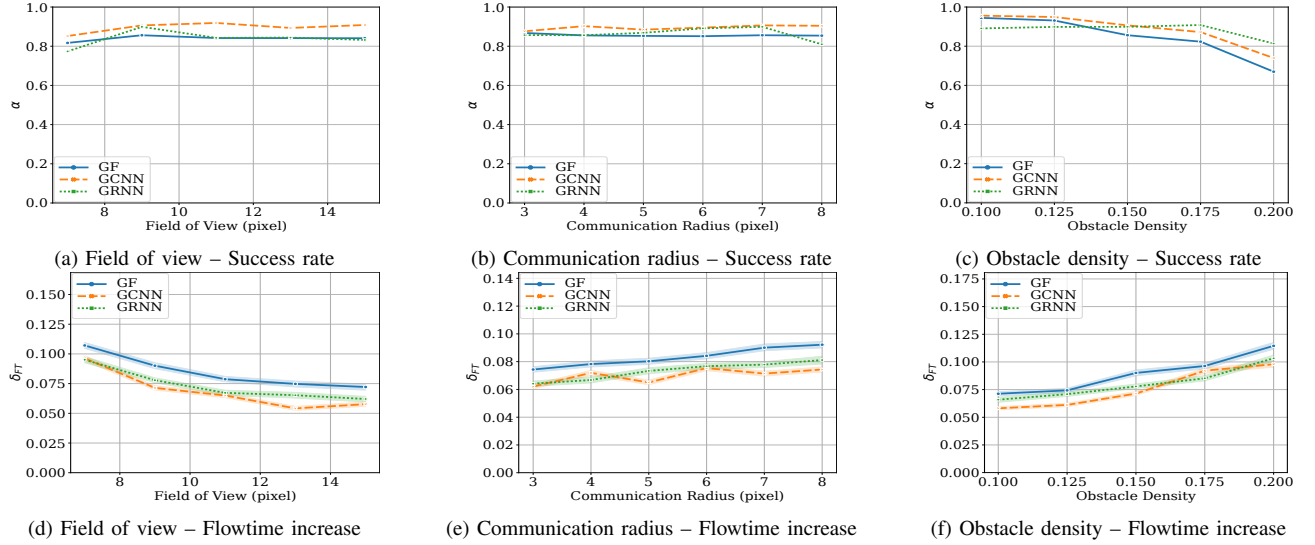 1.0
0.8
0.6
0.4
0.2
0.0
α
8 10 12 14
Field of View (pixel)
GF
GCNN
GRNN
(a) Field of view – Success rate
1.0
0.8
0.6
0.4
0.2
0.0
α
3 4 5 6 7 8
Communication Radius (pixel)
GF
GCNN
GRNN
(b) Communication radius – Success rate
1.0
0.8
0.6
0.4
0.2
0.0
α
0.100 0.125 0.150 0.175 0.200
Obstacle Density
GF
GCNN
GRNN
(c) Obstacle density – Success rate
0.150
0.125
0.100
0.075
0.050
0.025
0.000
δFT
8 10 12 14
Field of View (pixel)
GF
GCNN
GRNN
(d) Field of view – Flowtime increase
0.14
0.12
0.10
0.08
0.06
0.04
0.02
0.00
δFT
3 4 5 6 7 8
Communication Radius (pixel)
GF
GCNN
GRNN
(e) Communication radius – Flowtime increase
0.175
0.150
0.125
0.100
0.075
0.050
0.025
0.000
δFT
0.100 0.125 0.150 0.175 0.200
Obstacle Density
GF
GCNN
GRNN
(f) Obstacle density – Flowtime increase